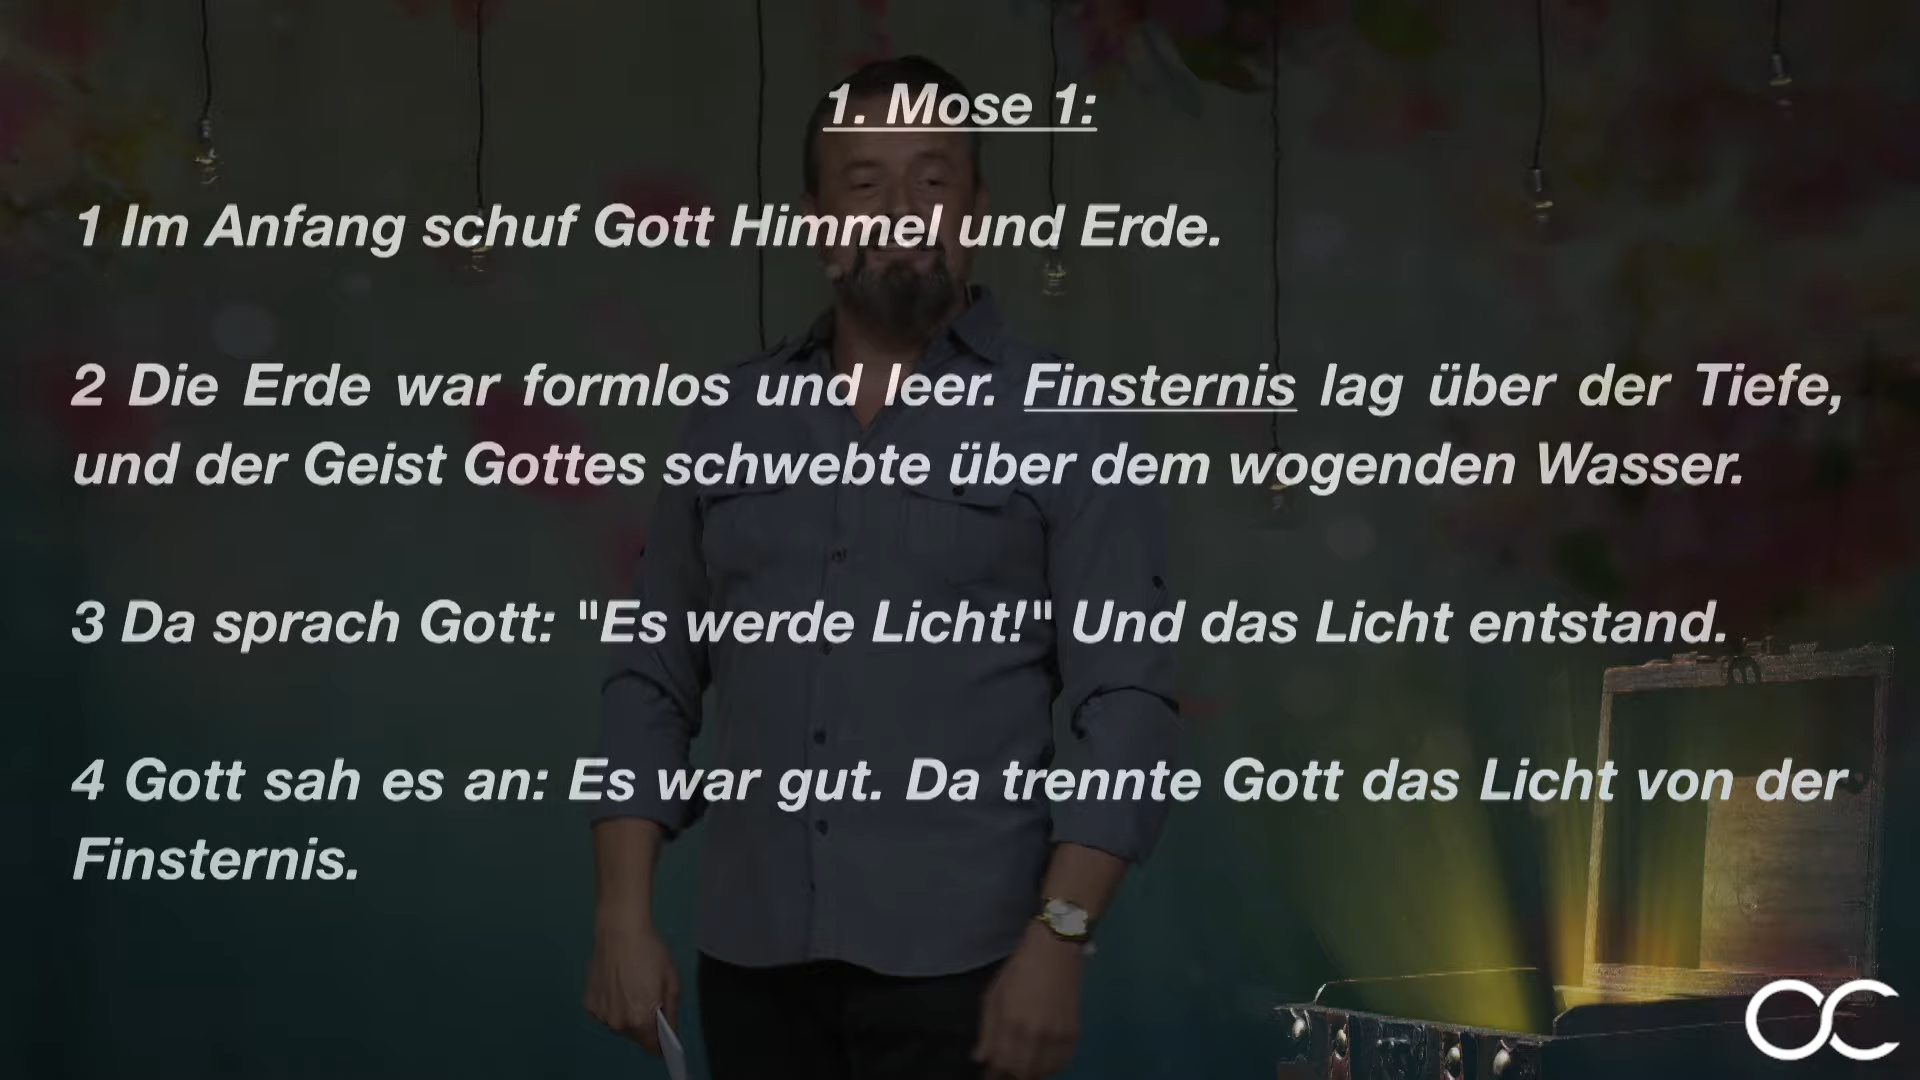 1. Mose 1:
1 Im Anfang schuf Gott Himmel und Erde.
2 Die Erde war formlos und leer. Finsternis lag über der Tiefe,
und der Geist Gottes schwebte über dem wogenden Wasser.
3 Da sprach Gott: "Es werde Licht!" Und das Licht entstand.
4 Gott sah es an: Es war gut. Da trennte Gott das Licht von der
Finsternis.
OC